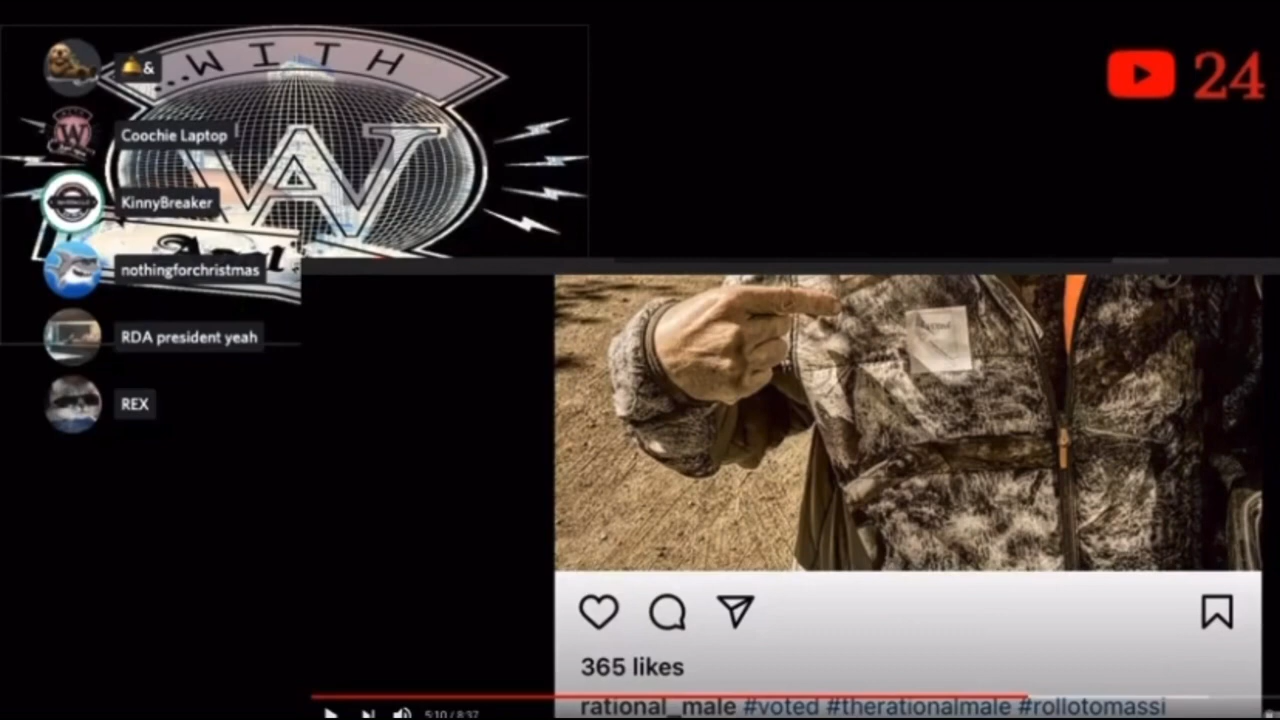 ...WITH
&
Coochie Laptop
KinnyBreaker
nothingforchristmas
RDA president yeah
REX
W
24
365 likes
rational_male #voted #therationalmale #rollotomassi
5:10 / 8:37